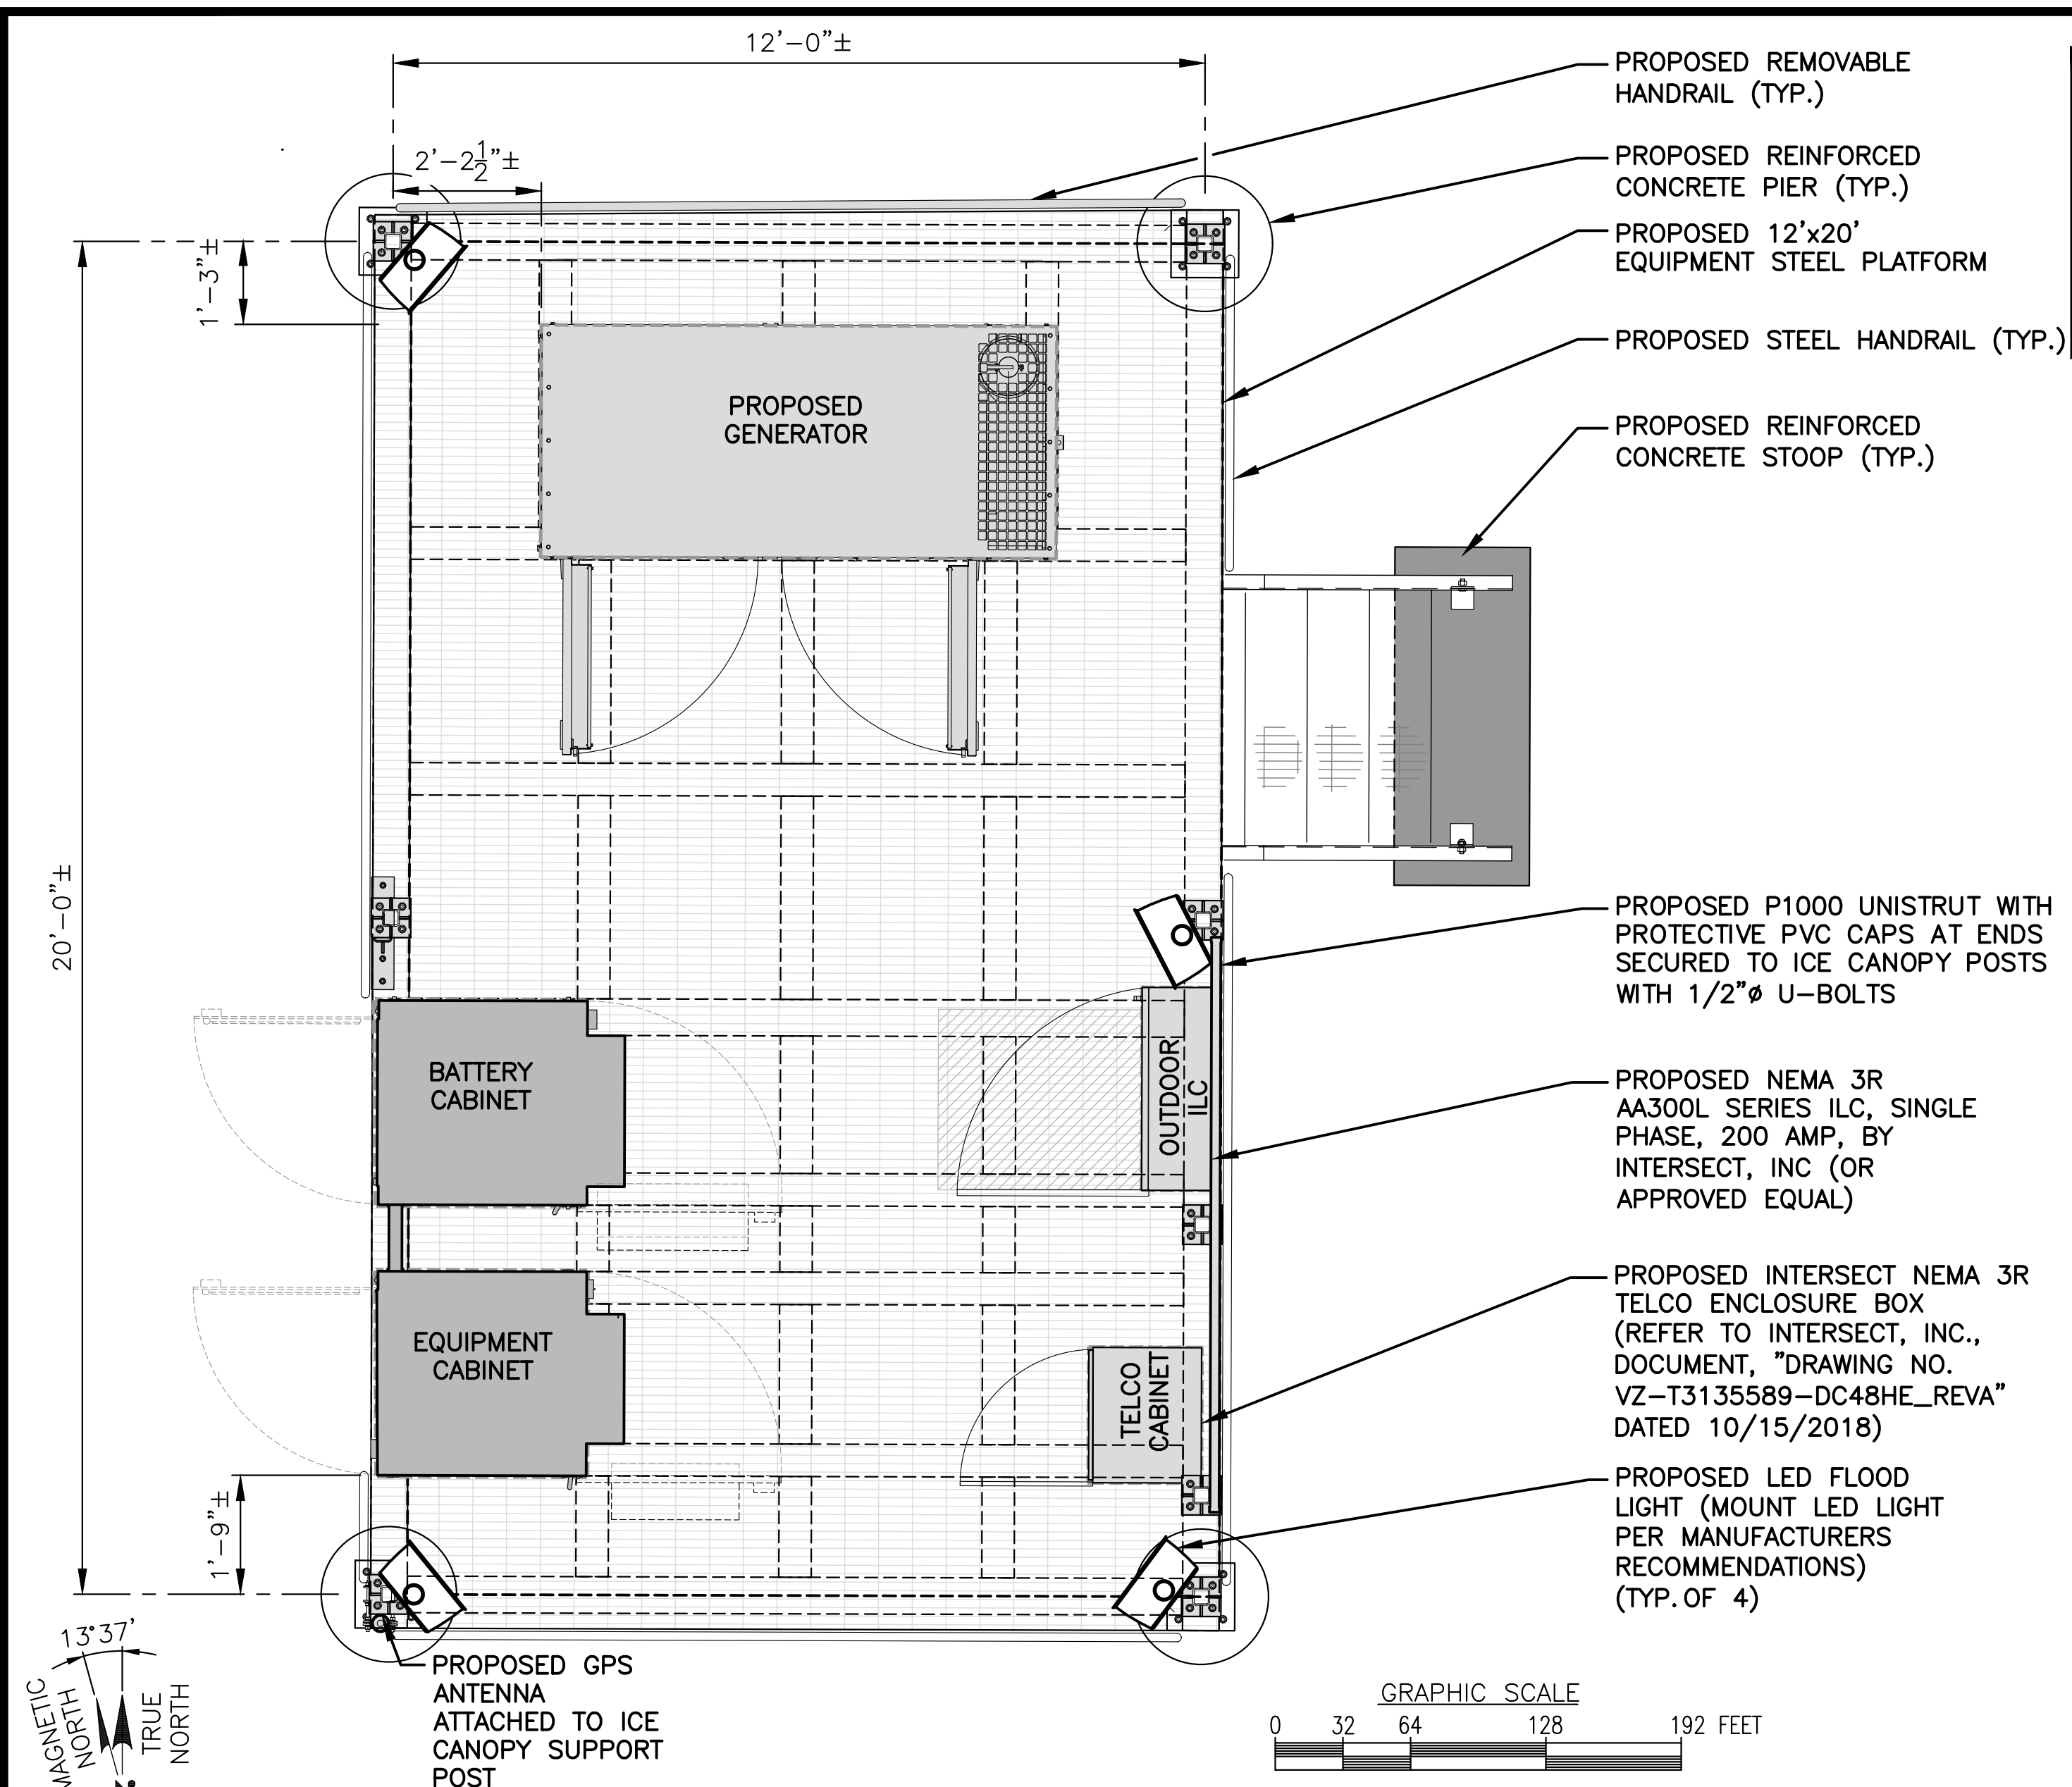 12'-0"±
2'-2 1/2"±
1'-3"±
20'-0"±
1'-9"±
PROPOSED REMOVABLE
HANDRAIL (TYP.)
PROPOSED REINFORCED
CONCRETE PIER (TYP.)
PROPOSED 12'x20'
EQUIPMENT STEEL PLATFORM
PROPOSED STEEL HANDRAIL (TYP.)
PROPOSED REINFORCED
CONCRETE STOOP (TYP.)
PROPOSED P1000 UNISTRUT WITH
PROTECTIVE PVC CAPS AT ENDS
SECURED TO ICE CANOPY POSTS
WITH 1/2"ø U-BOLTS
PROPOSED NEMA 3R
AA300L SERIES ILC, SINGLE
PHASE, 200 AMP, BY
INTERSECT, INC (OR
APPROVED EQUAL)
PROPOSED INTERSECT NEMA 3R
TELCO ENCLOSURE BOX
(REFER TO INTERSECT, INC.,
DOCUMENT, "DRAWING NO.
VZ-T3135589-DC48HE_REVA"
DATED 10/15/2018)
PROPOSED LED FLOOD
LIGHT (MOUNT LED LIGHT
PER MANUFACTURERS
RECOMMENDATIONS)
(TYP. OF 4)
PROPOSED
GENERATOR
BATTERY
CABINET
OUTDOOR
ILC
EQUIPMENT
CABINET
TELCO
CABINET
PROPOSED GPS
ANTENNA
ATTACHED TO ICE
CANOPY SUPPORT
POST
13°37'
MAGNETIC
NORTH
TRUE
NORTH
GRAPHIC SCALE
0 32 64 128 192 FEET